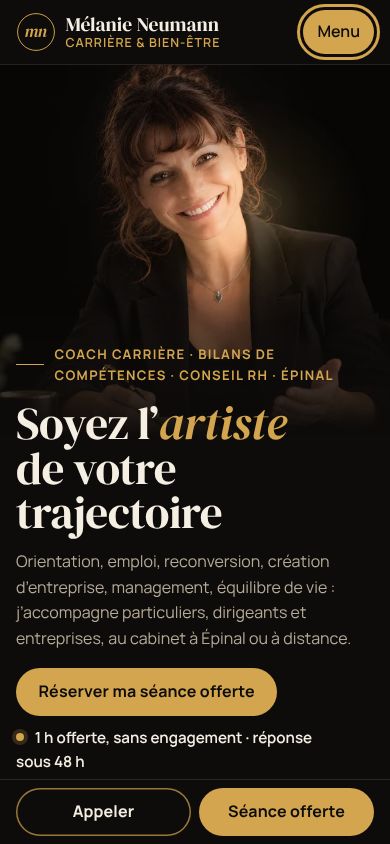 mn
Mélanie Neumann
CARRIÈRE & BIEN-ÊTRE
Menu
COACH CARRIÈRE · BILANS DE
COMPÉTENCES · CONSEIL RH · ÉPINAL
Soyez l’artiste
de votre
trajectoire
Orientation, emploi, reconversion, création
d’entreprise, management, équilibre de vie :
j’accompagne particuliers, dirigeants et
entreprises, au cabinet à Épinal ou à distance.
Réserver ma séance offerte
1 h offerte, sans engagement · réponse
sous 48 h
Appeler
Séance offerte